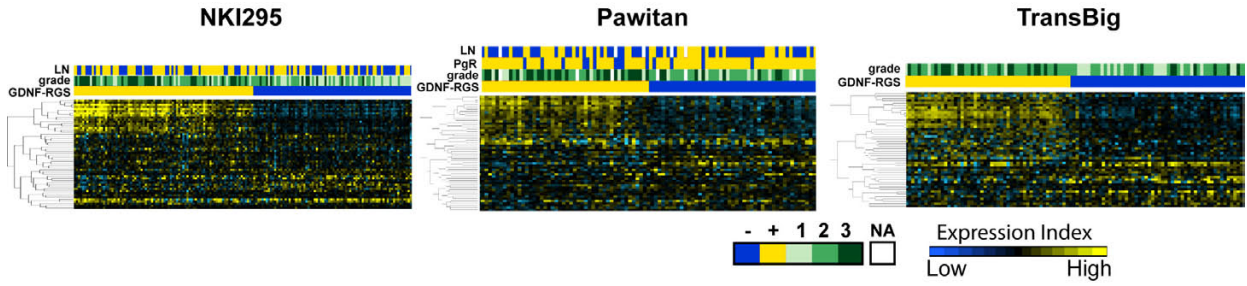 NKI295
Pawitan
TransBig
LN
grade
GDNF-RGS
LN
PgR
grade
GDNF-RGS
grade
GDNF-RGS
- + 1 2 3 NA
Expression Index
Low High